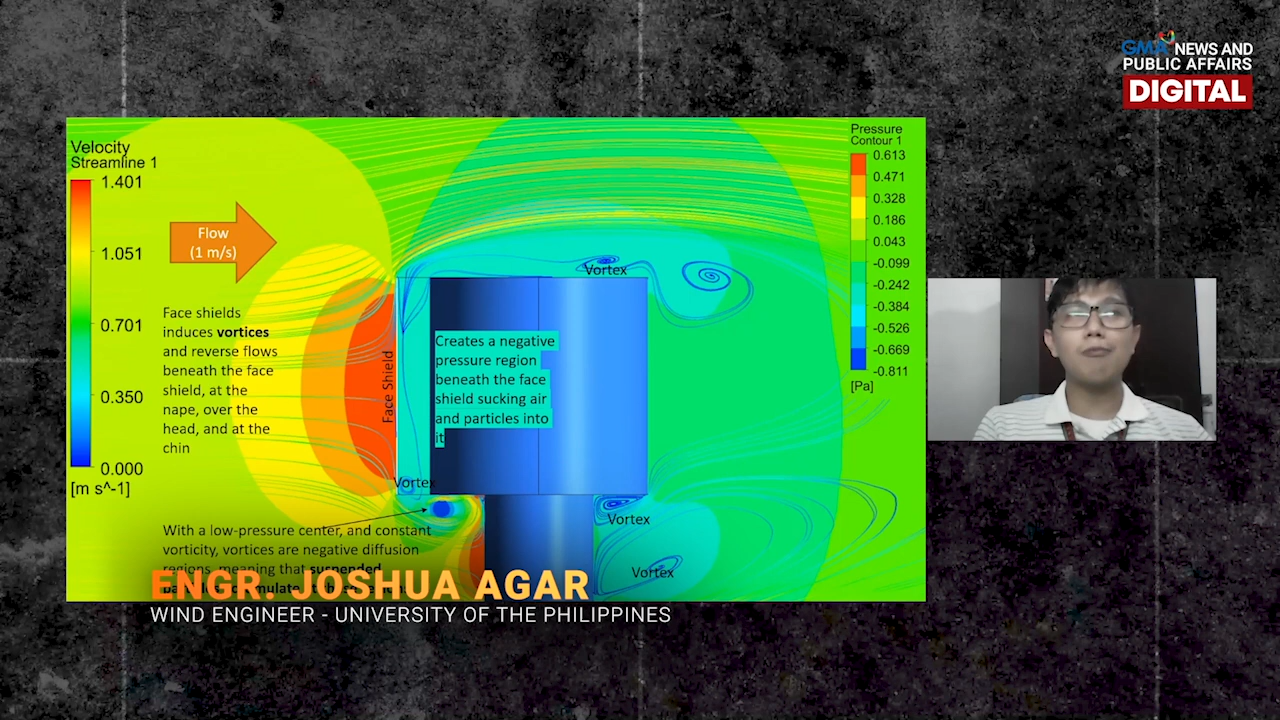 GMA NEWS AND
PUBLIC AFFAIRS
DIGITAL
Velocity
Streamline 1
1.401
1.051
0.701
0.350
0.000
[m s^-1]
Flow
(1 m/s)
Face shields
induces vortices
and reverse flows
beneath the face
shield, at the
nape, over the
head, and at the
chin
Face Shield
Creates a negative
pressure region
beneath the face
shield sucking air
and particles into
it
Vortex
Vortex
Vortex
Vortex
With a low-pressure center, and constant
vorticity, vortices are negative diffusion
regions, meaning that suspended
Pressure
Contour 1
0.613
0.471
0.328
0.186
0.043
-0.099
-0.242
-0.384
-0.526
-0.669
-0.811
[Pa]
ENGR. JOSHUA AGAR
WIND ENGINEER - UNIVERSITY OF THE PHILIPPINES